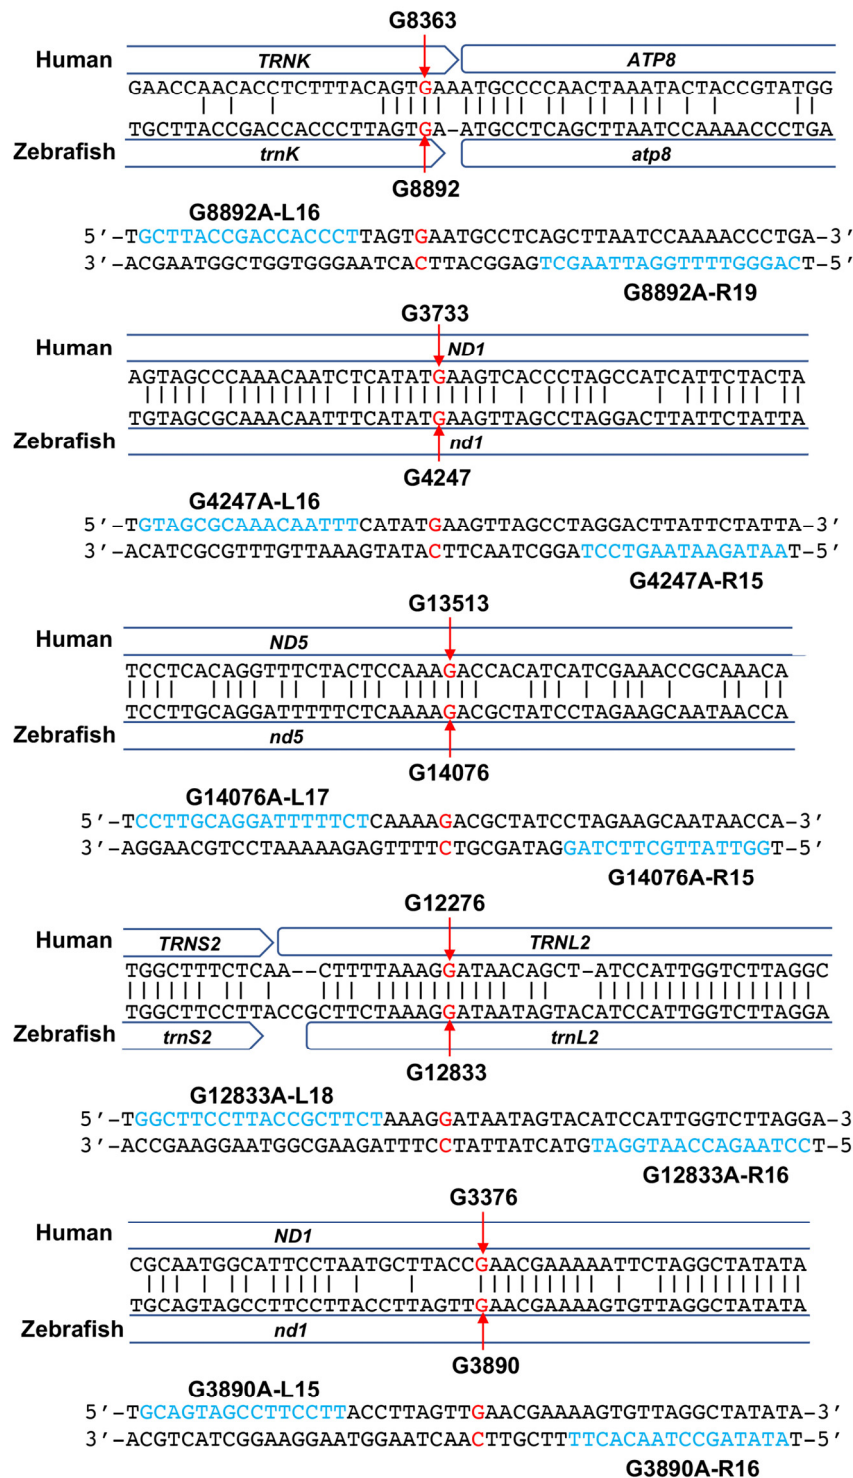 G8363
Human TRNK ATP8
GAACCAACACCTCTTTACAGTGAAATGCCCCAACTAAATACTACCGTATGG
TGCTTACCGACCACCCTTAGTGA-ATGCCTCAGCTTAATCCAAAACCCTGA
Zebrafish trnK atp8
G8892
G8892A-L16
5′-TGCTTACCGACCACCCTTAGTGAATGCCTCAGCTTAATCCAAAACCCTGA-3′
3′-ACGAATGGCTGGTGGGAATCACTTACGGAGTCGAATTAGGTTTTGGGACT-5′
G8892A-R19
G3733
Human ND1
AGTAGCCCAAACAATCTCATATGAAGTCACCCTAGCCATCATTCTACTA
TGTAGCGCAAACAATTTCATATGAAGTTAGCCTAGGACTTATTCTATTA
Zebrafish nd1
G4247
G4247A-L16
5′-TGTAGCGCAAACAATTTCATATGAAGTTAGCCTAGGACTTATTCTATTA-3′
3′-ACATCGCGTTTGTTAAAGTATACTTCAATCGGATCCTGAATAAGATAAT-5′
G4247A-R15
G13513
Human ND5
TCCTCACAGGTTTCTACTCCAAAGACCACATCATCGAAACCGCAAACA
TCCTTGCAGGATTTTTCTCAAAAGACGCTATCCTAGAAGCAATAACCA
Zebrafish nd5
G14076
G14076A-L17
5′-TCCTTGCAGGATTTTTCTCAAAAGACGCTATCCTAGAAGCAATAACCA-3′
3′-AGGAACGTCCTAAAAAGAGTTTTCTGCGATAGGATCTTCGTTATTGGT-5′
G14076A-R15
G12276
Human TRNS2 TRNL2
TGGCTTTCTCAA--CTTTTAAAGGATAACAGCT-ATCCATTGGTCTTAGGC
TGGCTTCCTTACCGCTTCTAAAGGATAATAGTACATCCATTGGTCTTAGGA
Zebrafish trnS2 trnL2
G12833
G12833A-L18
5′-TGGCTTCCTTACCGCTTCTAAAGGATAATAGTACATCCATTGGTCTTAGGA-3
3′-ACCGAAGGAATGGCGAAGATTTCCTATTATCATGTAGGTAACCAGAATCCT-5
G12833A-R16
G3376
Human ND1
CGCAATGGCATTCCTAATGCTTACCGAACGAAAAATTCTAGGCTATATA
TGCAGTAGCCTTCCTTACCTTAGTTGAACGAAAAGTGTTAGGCTATATA
Zebrafish nd1
G3890
G3890A-L15
5′-TGCAGTAGCCTTCCTTACCTTAGTTGAACGAAAAGTGTTAGGCTATATA-3′
3′-ACGTCATCGGAAGGAATGGAATCAACTTGCTTTTCACAATCCGATATAT-5′
G3890A-R16